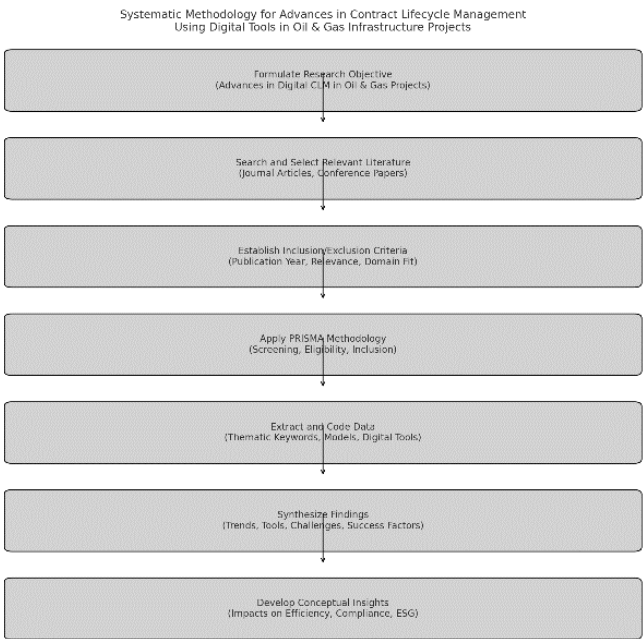 Systematic Methodology for Advances in Contract Lifecycle Management
Using Digital Tools in Oil & Gas Infrastructure Projects
Formulate Research Objective
(Advances in Digital CLM in Oil & Gas Projects)
Search and Select Relevant Literature
(Journal Articles, Conference Papers)
Establish Inclusion/Exclusion Criteria
(Publication Year, Relevance, Domain Fit)
Apply PRISMA Methodology
(Screening, Eligibility, Inclusion)
Extract and Code Data
(Thematic Keywords, Models, Digital Tools)
Synthesize Findings
(Trends, Tools, Challenges, Success Factors)
Develop Conceptual Insights
(Impacts on Efficiency, Compliance, ESG)